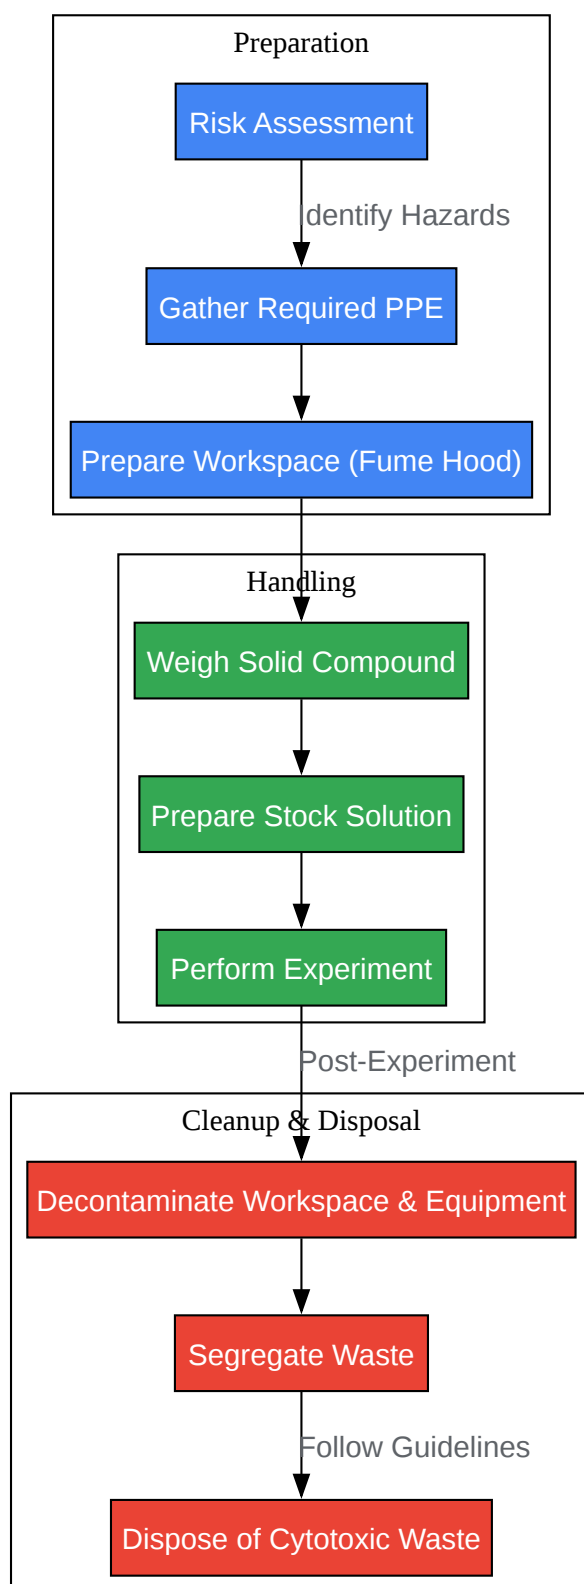 Preparation
Risk Assessment
Identify Hazards
Gather Required PPE
Prepare Workspace (Fume Hood)
Handling
Weigh Solid Compound
Prepare Stock Solution
Perform Experiment
Post-Experiment
Cleanup & Disposal
Decontaminate Workspace & Equipment
Segregate Waste
Follow Guidelines
Dispose of Cytotoxic Waste